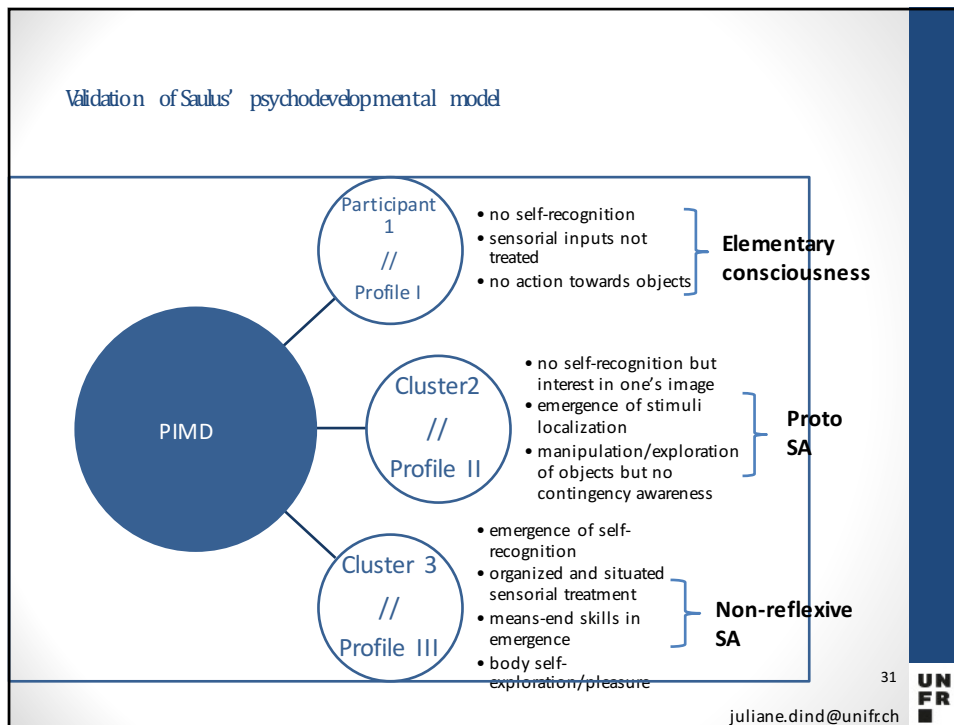 Validation of Saulus' psychodevelopmental model
PIMD
Participant
1
//
Profile I
• no self-recognition
• sensorial inputs not
treated
• no action towards objects
Elementary
consciousness
Cluster2
//
Profile II
• no self-recognition but
interest in one's image
• emergence of stimuli
localization
• manipulation/exploration
of objects but no
contingency awareness
Proto
SA
Cluster 3
//
Profile III
• emergence of self-
recognition
• organized and situated
sensorial treatment
• means-end skills in
emergence
• body self-
exploration/pleasure
Non-reflexive
SA
31
juliane.dind@unifr.ch
UN
FR